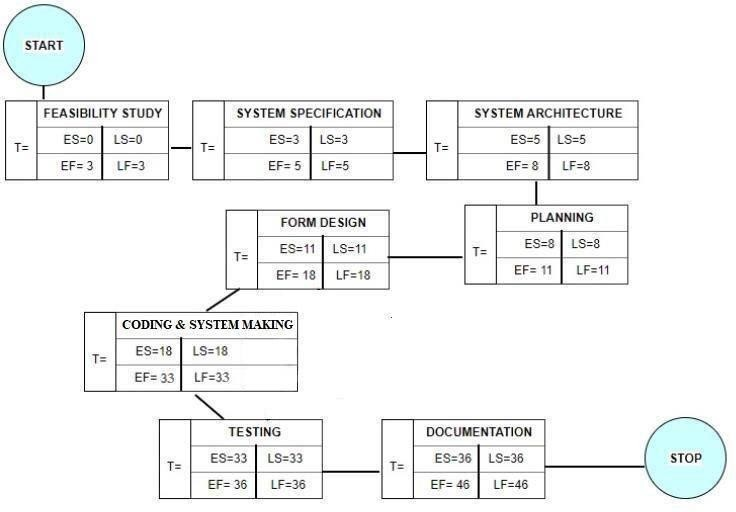 START
FEASIBILITY STUDY
T=
ES=0 LS=0
EF= 3 LF=3
SYSTEM SPECIFICATION
T=
ES=3 LS=3
EF= 5 LF=5
SYSTEM ARCHITECTURE
T=
ES=5 LS=5
EF= 8 LF=8
PLANNING
T=
ES=8 LS=8
EF= 11 LF=11
FORM DESIGN
T=
ES=11 LS=11
EF= 18 LF=18
CODING & SYSTEM MAKING
T=
ES=18 LS=18
EF= 33 LF=33
TESTING
T=
ES=33 LS=33
EF= 36 LF=36
DOCUMENTATION
T=
ES=36 LS=36
EF= 46 LF=46
STOP